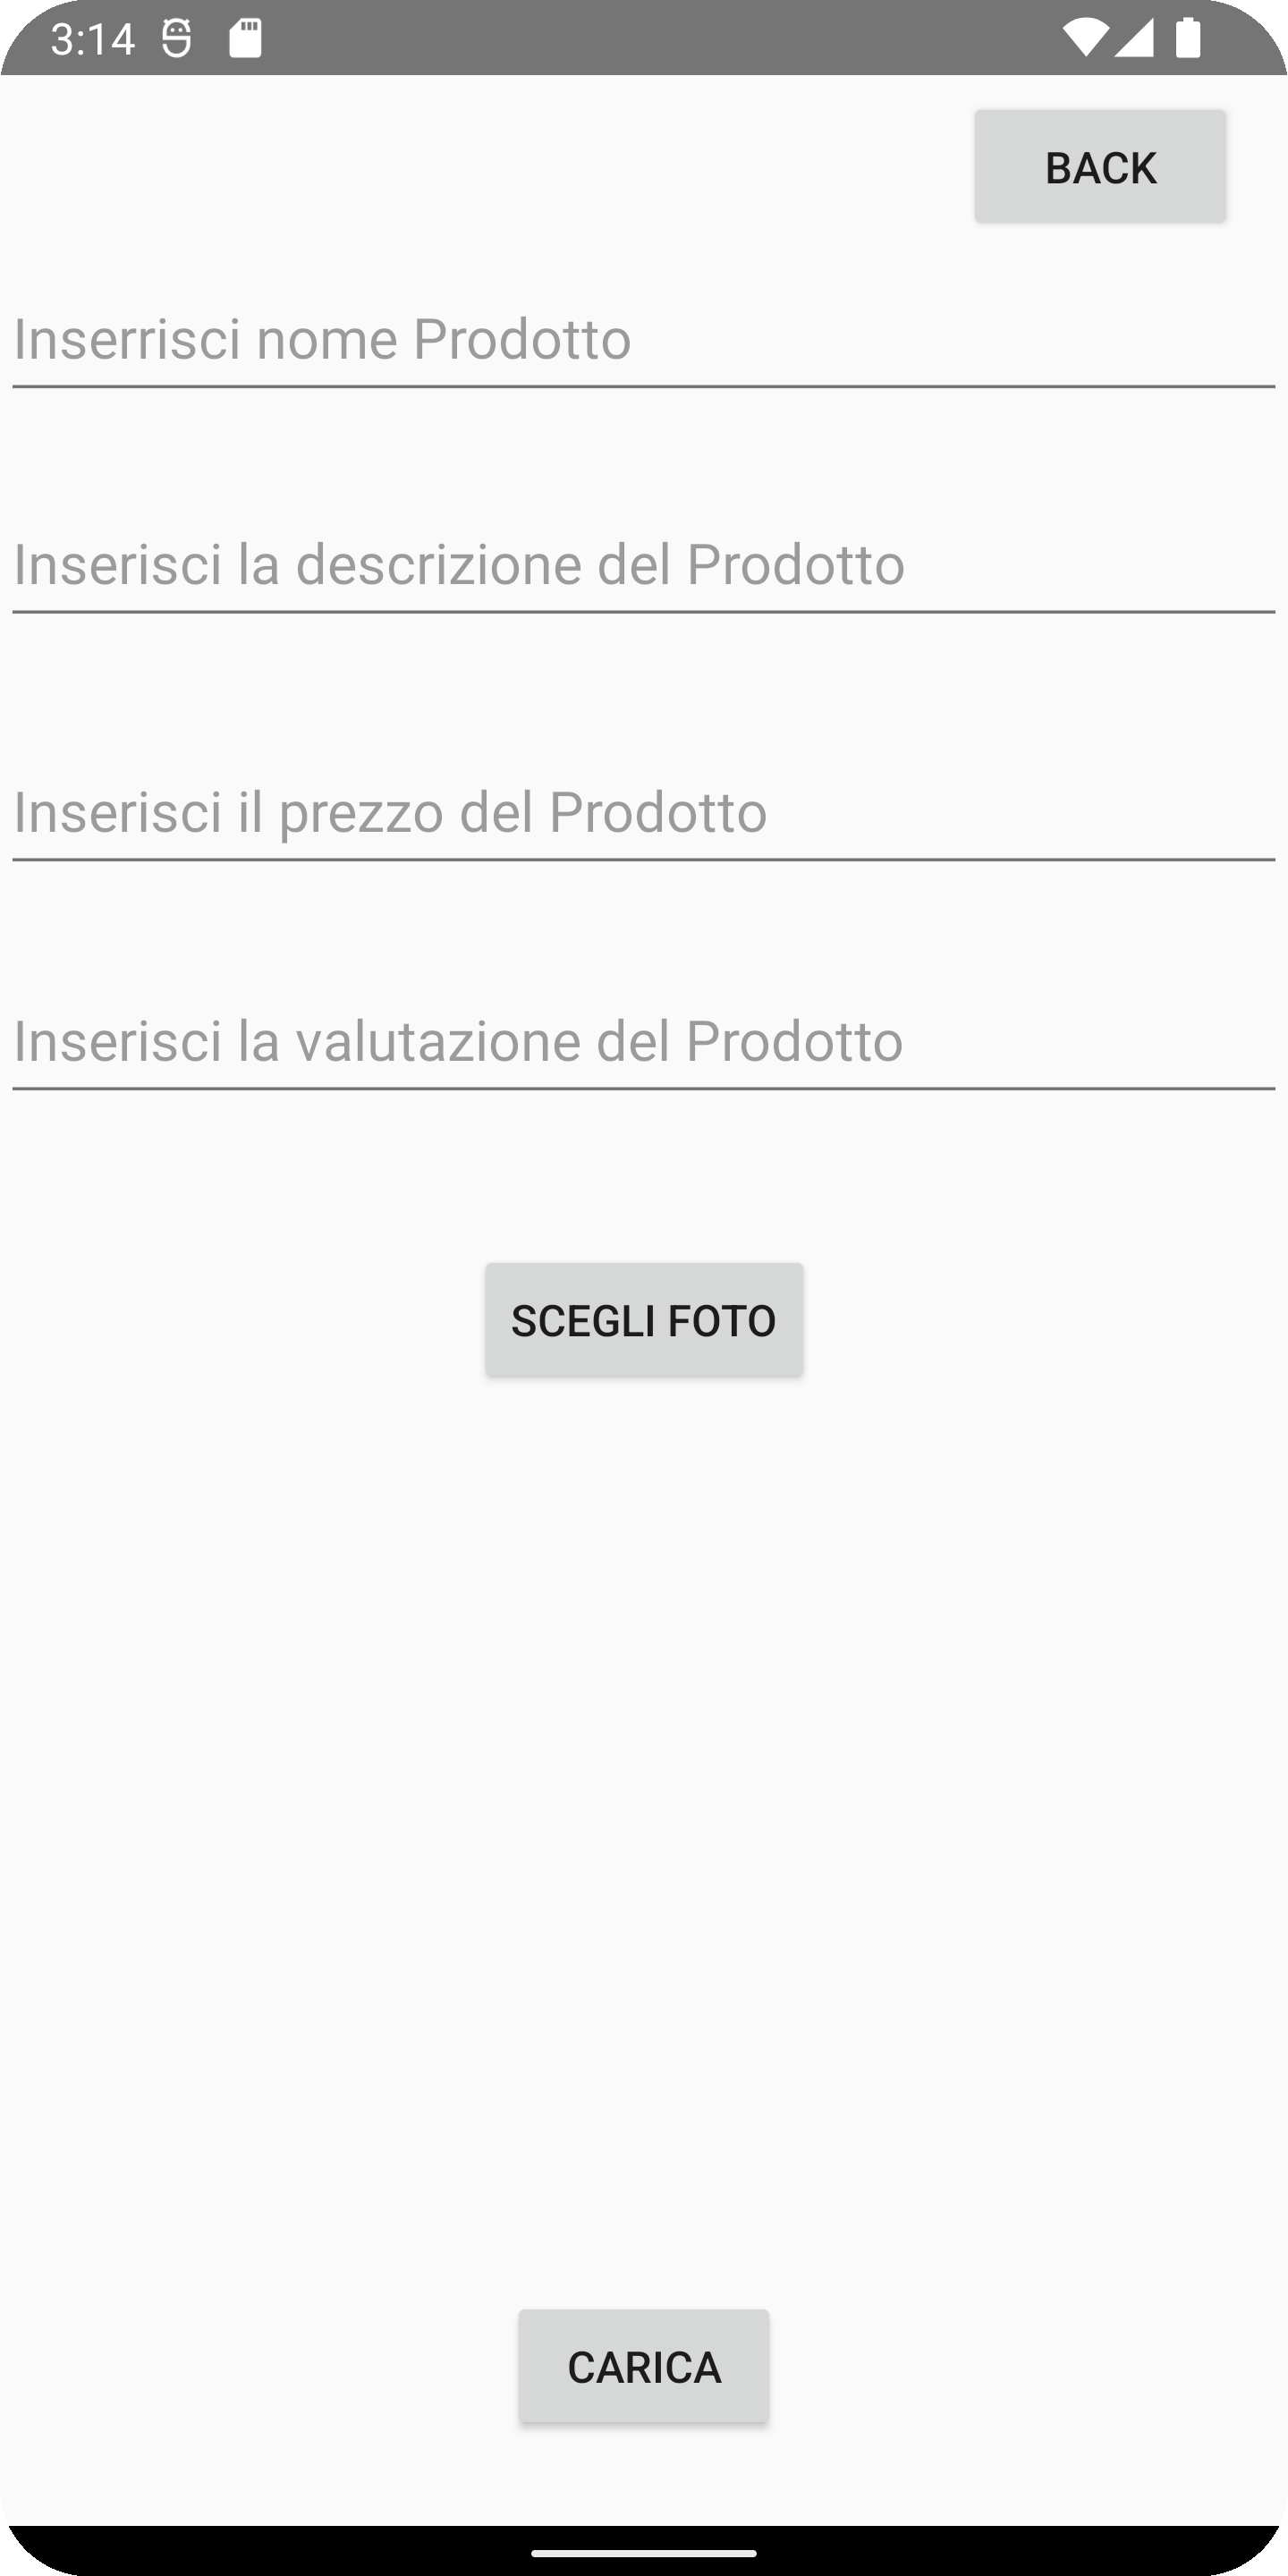 3:14
BACK
Inserrisci nome Prodotto
Inserisci la descrizione del Prodotto
Inserisci il prezzo del Prodotto
Inserisci la valutazione del Prodotto
SCEGLI FOTO
CARICA